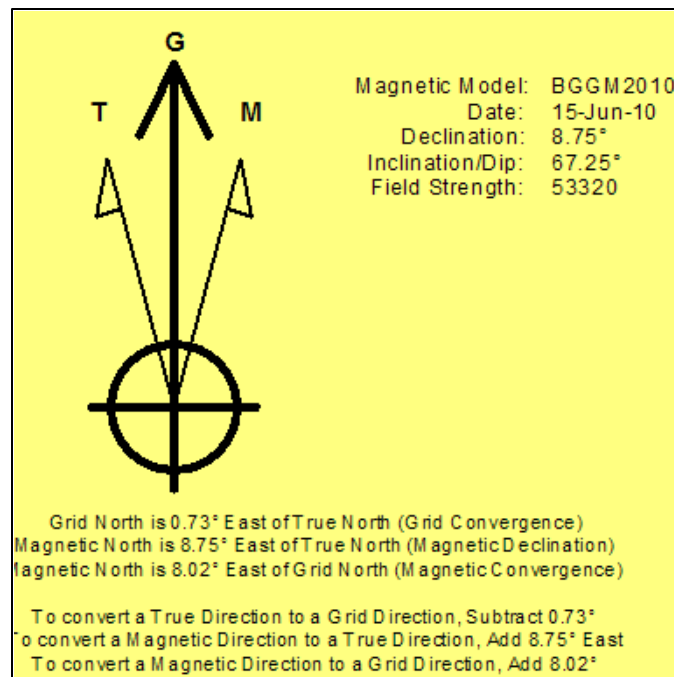 G
T
M
Magnetic Model: BGGM2010
Date: 15-Jun-10
Declination: 8.75°
Inclination/Dip: 67.25°
Field Strength: 53320
Grid North is 0.73° East of True North (Grid Convergence)
Magnetic North is 8.75° East of True North (Magnetic Declination)
Magnetic North is 8.02° East of Grid North (Magnetic Convergence)
To convert a True Direction to a Grid Direction, Subtract 0.73°
To convert a Magnetic Direction to a True Direction, Add 8.75° East
To convert a Magnetic Direction to a Grid Direction, Add 8.02°